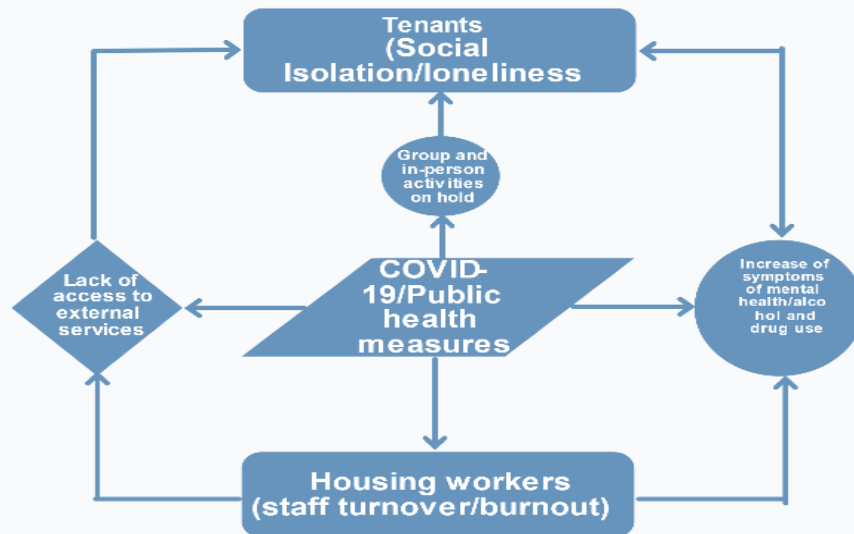 Tenants
(Social
Isolation/loneliness
Group and
in-person
activities
on hold
Lack of
access to
external
services
COVID-
19/Public
health
measures
Increase of
symptoms
of mental
health/alco
hol and
drug use
Housing workers
(staff turnover/burnout)